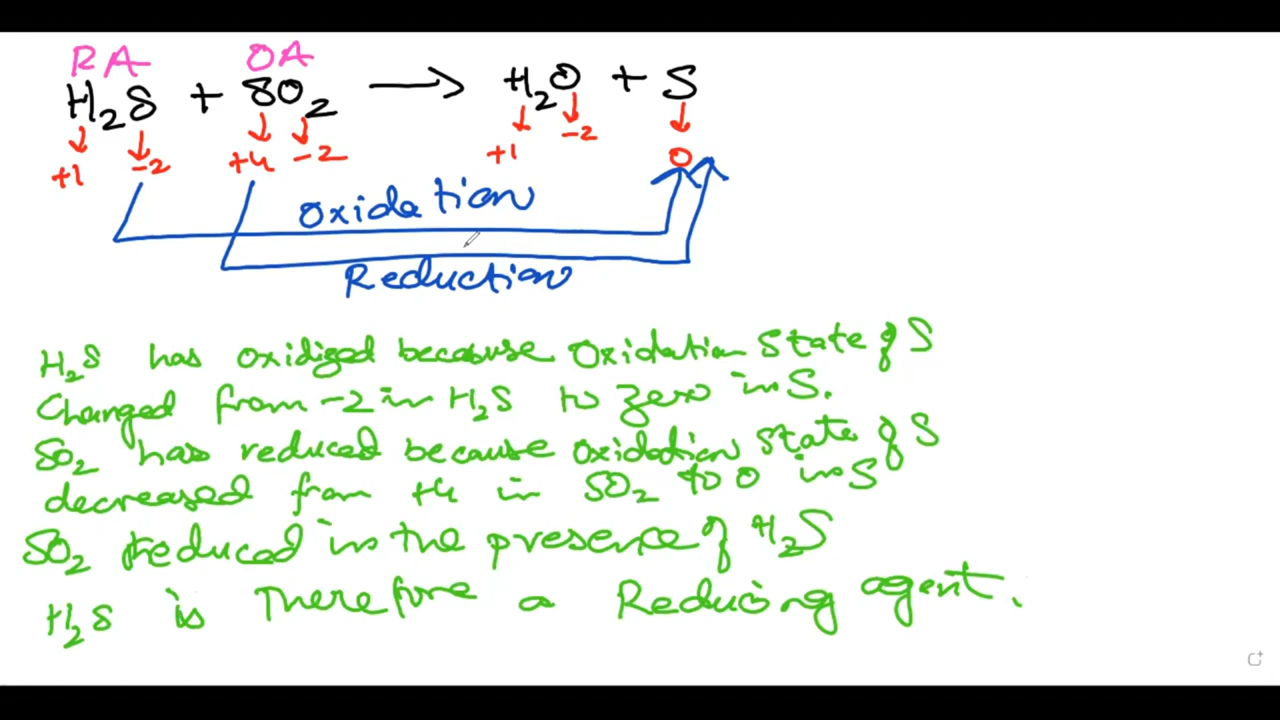 RA OA
H₂S + SO₂ → H₂O + S
+1 -2 +4 -2 +1 -2 0
Oxidation
Reduction
H₂S has oxidized because Oxidation State of S
Changed from -2 in H₂S to zero in S.
SO₂ has reduced because oxidation state of S
decreased from +4 in SO₂ to 0 in S
SO₂ Reduced in the presence of H₂S
H₂S is Therefore a Reducing agent.